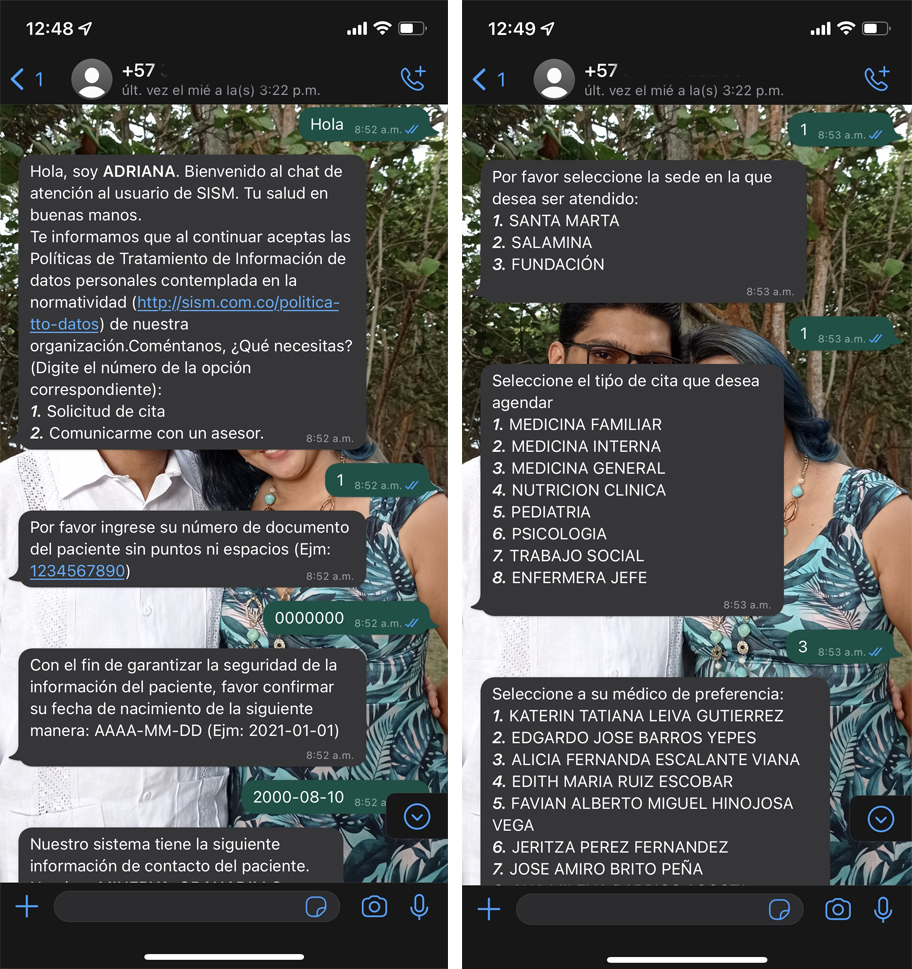 12:48
1
+57
últ. vez el mié a la(s) 3:22 p.m.
Hola 8:52 a.m.
Hola, soy ADRIANA. Bienvenido al chat de
atención al usuario de SISM. Tu salud en
buenas manos.
Te informamos que al continuar aceptas las
Políticas de Tratamiento de Información de
datos personales contemplada en la
normatividad (http://sism.com.co/politica-
tto-datos) de nuestra
organización.Coméntanos, ¿Qué necesitas?
(Digite el número de la opción
correspondiente):
1. Solicitud de cita
2. Comunicarme con un asesor. 8:52 a.m.
1 8:52 a.m.
Por favor ingrese su número de documento
del paciente sin puntos ni espacios (Ejm:
1234567890) 8:52 a.m.
0000000 8:52 a.m.
Con el fin de garantizar la seguridad de la
información del paciente, favor confirmar
su fecha de nacimiento de la siguiente
manera: AAAA-MM-DD (Ejm: 2021-01-01)
8:52 a.m.
2000-08-10 8:52 a
Nuestro sistema tiene la siguiente
información de contacto del paciente.
12:49
1
+57
últ. vez el mié a la(s) 3:22 p.m.
1 8:53 a.m.
Por favor seleccione la sede en la que
desea ser atendido:
1. SANTA MARTA
2. SALAMINA
3. FUNDACIÓN
8:53 a.m.
1 8:53 a.m.
Seleccione el tipo de cita que desea
agendar
1. MEDICINA FAMILIAR
2. MEDICINA INTERNA
3. MEDICINA GENERAL
4. NUTRICION CLINICA
5. PEDIATRIA
6. PSICOLOGIA
7. TRABAJO SOCIAL
8. ENFERMERA JEFE
8:53 a.m.
3 8:53 a.m.
Seleccione a su médico de preferencia:
1. KATERIN TATIANA LEIVA GUTIERREZ
2. EDGARDO JOSE BARROS YEPES
3. ALICIA FERNANDA ESCALANTE VIANA
4. EDITH MARIA RUIZ ESCOBAR
5. FAVIAN ALBERTO MIGUEL HINOJOSA
VEGA
6. JERITZA PEREZ FERNANDEZ
7. JOSE AMIRO BRITO PEÑA